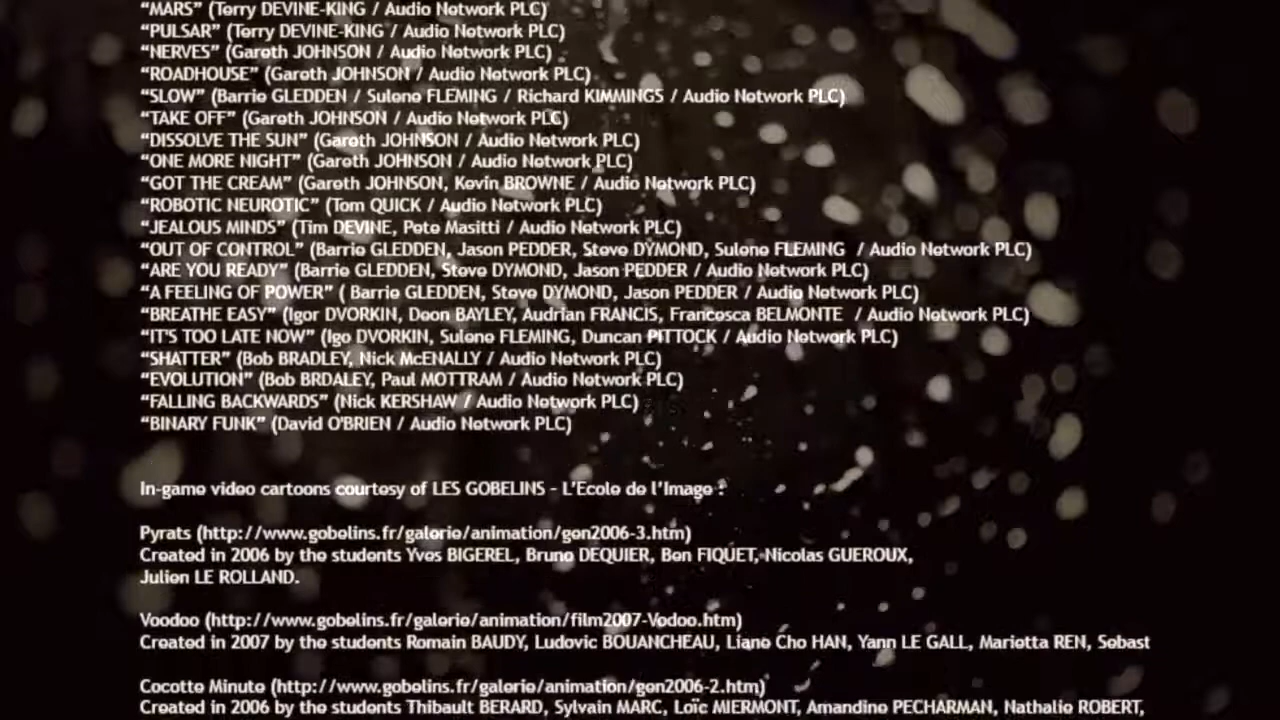 “MARS” (Terry DEVINE-KING / Audio Network PLC)
“PULSAR” (Terry DEVINE-KING / Audio Network PLC)
“NERVES” (Gareth JOHNSON / Audio Network PLC)
“ROADHOUSE” (Gareth JOHNSON / Audio Network PLC)
“SLOW” (Barrie GLEDDEN / Sulene FLEMING / Richard KIMMINGS / Audio Network PLC)
“TAKE OFF” (Gareth JOHNSON / Audio Network PLC)
“DISSOLVE THE SUN” (Gareth JOHNSON / Audio Network PLC)
“ONE MORE NIGHT” (Gareth JOHNSON / Audio Network PLC)
“GOT THE CREAM” (Gareth JOHNSON, Kevin BROWNE / Audio Network PLC)
“ROBOTIC NEUROTIC” (Tom QUICK / Audio Network PLC)
“JEALOUS MINDS” (Tim DEVINE, Pete Masitti / Audio Network PLC)
“OUT OF CONTROL” (Barrie GLEDDEN, Jason PEDDER, Steve DYMOND, Sulene FLEMING  / Audio Network PLC)
“ARE YOU READY” (Barrie GLEDDEN, Steve DYMOND, Jason PEDDER / Audio Network PLC)
“A FEELING OF POWER” ( Barrie GLEDDEN, Steve DYMOND, Jason PEDDER / Audio Network PLC)
“BREATHE EASY” (Igor DVORKIN, Deon BAYLEY, Audrian FRANCIS, Francesca BELMONTE  / Audio Network PLC)
“IT'S TOO LATE NOW” (Igo DVORKIN, Sulene FLEMING, Duncan PITTOCK / Audio Network PLC)
“SHATTER” (Bob BRADLEY, Nick McENALLY / Audio Network PLC)
“EVOLUTION” (Bob BRDALEY, Paul MOTTRAM / Audio Network PLC)
“FALLING BACKWARDS” (Nick KERSHAW / Audio Network PLC)
“BINARY FUNK” (David O'BRIEN / Audio Network PLC)
In-game video cartoons courtesy of LES GOBELINS - L'Ecole de l'Image :
Pyrats (http://www.gobelins.fr/galerie/animation/gen2006-3.htm)
Created in 2006 by the students Yves BIGEREL, Bruno DEQUIER, Ben FIQUET, Nicolas GUEROUX,
Julien LE ROLLAND.
Voodoo (http://www.gobelins.fr/galerie/animation/film2007-Vodoo.htm)
Created in 2007 by the students Romain BAUDY, Ludovic BOUANCHEAU, Liane Cho HAN, Yann LE GALL, Marietta REN, Sebast
Cocotte Minute (http://www.gobelins.fr/galerie/animation/gen2006-2.htm)
Created in 2006 by the students Thibault BERARD, Sylvain MARC, Loïc MIERMONT, Amandine PECHARMAN, Nathalie ROBERT,